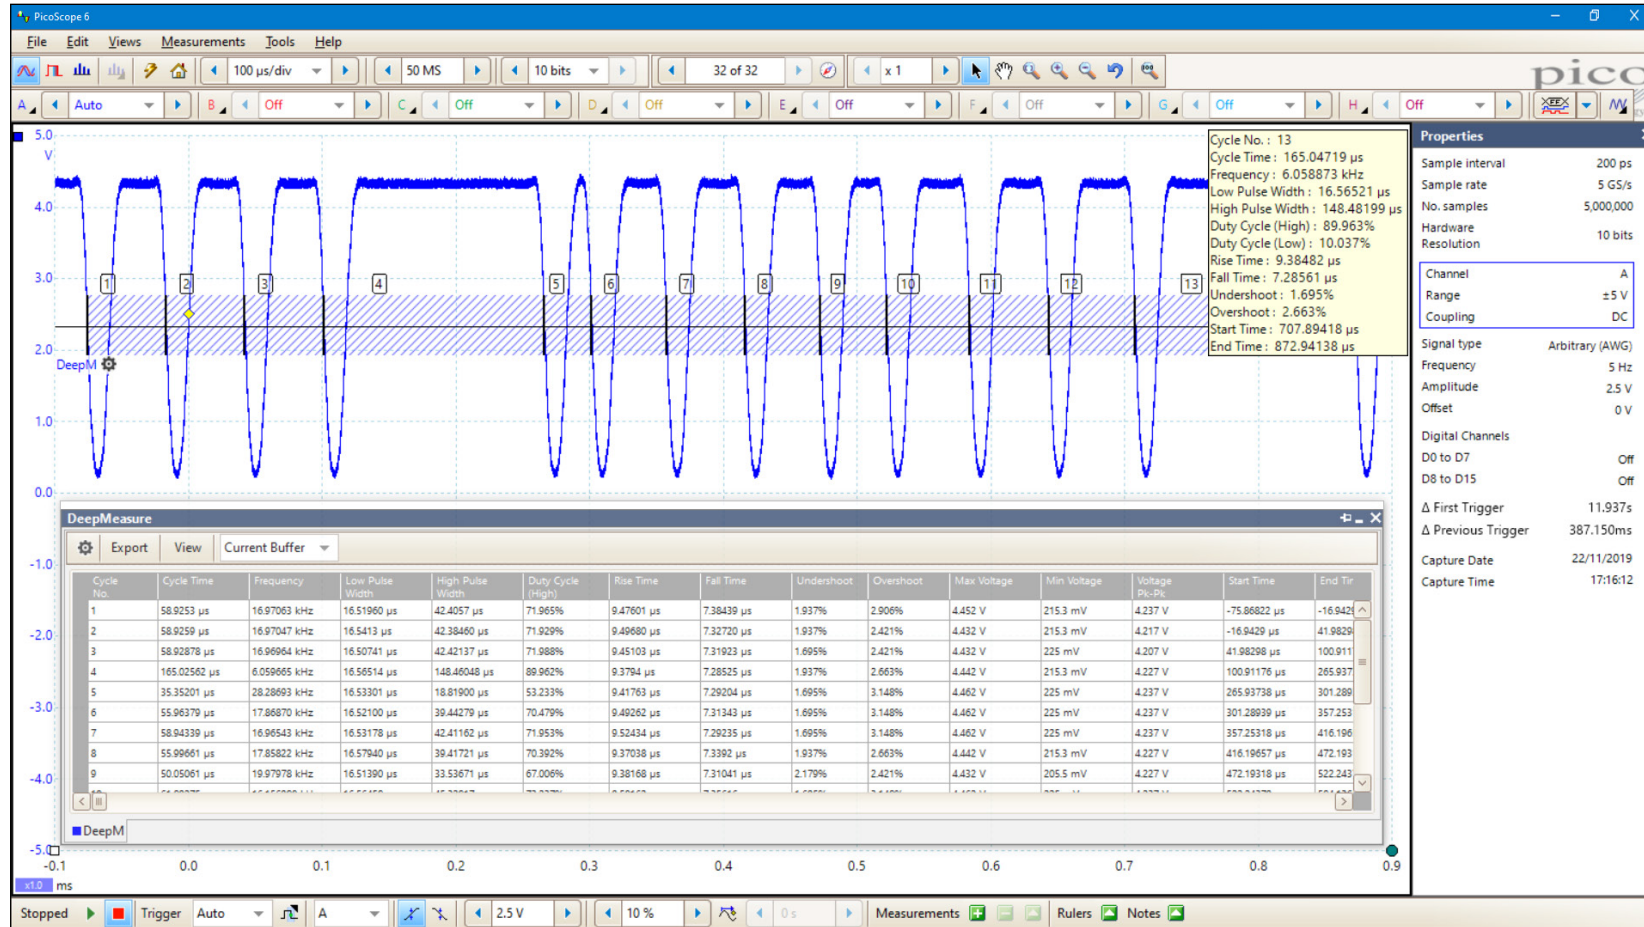 PicoScope 6
File Edit Views Measurements Tools Help
100 µs/div 50 MS 10 bits 32 of 32 x 1
pico
A Auto B Off C Off D Off E Off F Off G Off H Off
5.0
V
4.0
3.0
2.0
1.0
0.0
-1.0
-2.0
-3.0
-4.0
-5.0
1 2 3 4 5 6 7 8 9 10 11 12 13
DeepM
Cycle No. : 13
Cycle Time : 165.04719 µs
Frequency : 6.058873 kHz
Low Pulse Width : 16.56521 µs
High Pulse Width : 148.48199 µs
Duty Cycle (High) : 89.963%
Duty Cycle (Low) : 10.037%
Rise Time : 9.38482 µs
Fall Time : 7.28561 µs
Undershoot : 1.695%
Overshoot : 2.663%
Start Time : 707.89418 µs
End Time : 872.94138 µs
DeepMeasure
Export View Current Buffer
Cycle No. Cycle Time Frequency Low Pulse Width High Pulse Width Duty Cycle (High) Rise Time Fall Time Undershoot Overshoot Max Voltage Min Voltage Voltage Pk-Pk Start Time End Tir
1 58.9253 µs 16.97063 kHz 16.51960 µs 42.4057 µs 71.965% 9.47601 µs 7.38439 µs 1.937% 2.906% 4.452 V 215.3 mV 4.237 V -75.86822 µs -16.9429
2 58.9259 µs 16.97047 kHz 16.5413 µs 42.38460 µs 71.929% 9.49680 µs 7.32720 µs 1.937% 2.421% 4.432 V 215.3 mV 4.217 V -16.9429 µs 41.9829
3 58.92878 µs 16.96964 kHz 16.50741 µs 42.42137 µs 71.988% 9.45103 µs 7.31923 µs 1.695% 2.421% 4.432 V 225 mV 4.207 V 41.98298 µs 100.911
4 165.02562 µs 6.059665 kHz 16.56514 µs 148.46048 µs 89.962% 9.3794 µs 7.28525 µs 1.937% 2.663% 4.442 V 215.3 mV 4.227 V 100.91176 µs 265.937
5 35.35201 µs 28.28693 kHz 16.53301 µs 18.81900 µs 53.233% 9.41763 µs 7.29204 µs 1.695% 3.148% 4.462 V 225 mV 4.237 V 265.93738 µs 301.289
6 55.96379 µs 17.86870 kHz 16.52100 µs 39.44279 µs 70.479% 9.49262 µs 7.31343 µs 1.695% 3.148% 4.462 V 225 mV 4.237 V 301.28939 µs 357.253
7 58.94339 µs 16.96543 kHz 16.53178 µs 42.41162 µs 71.953% 9.52434 µs 7.29235 µs 1.695% 3.148% 4.462 V 225 mV 4.237 V 357.25318 µs 416.196
8 55.99661 µs 17.85822 kHz 16.57940 µs 39.41721 µs 70.392% 9.37038 µs 7.3392 µs 1.937% 2.663% 4.442 V 215.3 mV 4.227 V 416.19657 µs 472.193
9 50.05061 µs 19.97978 kHz 16.51390 µs 33.53671 µs 67.006% 9.38168 µs 7.31041 µs 2.179% 2.421% 4.432 V 205.5 mV 4.227 V 472.19318 µs 522.243
DeepM
-0.1 0.0 0.1 0.2 0.3 0.4 0.5 0.6 0.7 0.8 0.9
x1.0 ms
Properties
Sample interval 200 ps
Sample rate 5 GS/s
No. samples 5,000,000
Hardware Resolution 10 bits
Channel A
Range ±5 V
Coupling DC
Signal type Arbitrary (AWG)
Frequency 5 Hz
Amplitude 2.5 V
Offset 0 V
Digital Channels
D0 to D7 Off
D8 to D15 Off
Δ First Trigger 11.937s
Δ Previous Trigger 387.150ms
Capture Date 22/11/2019
Capture Time 17:16:12
Stopped Trigger Auto A 2.5 V 10 % 0 s Measurements Rulers Notes